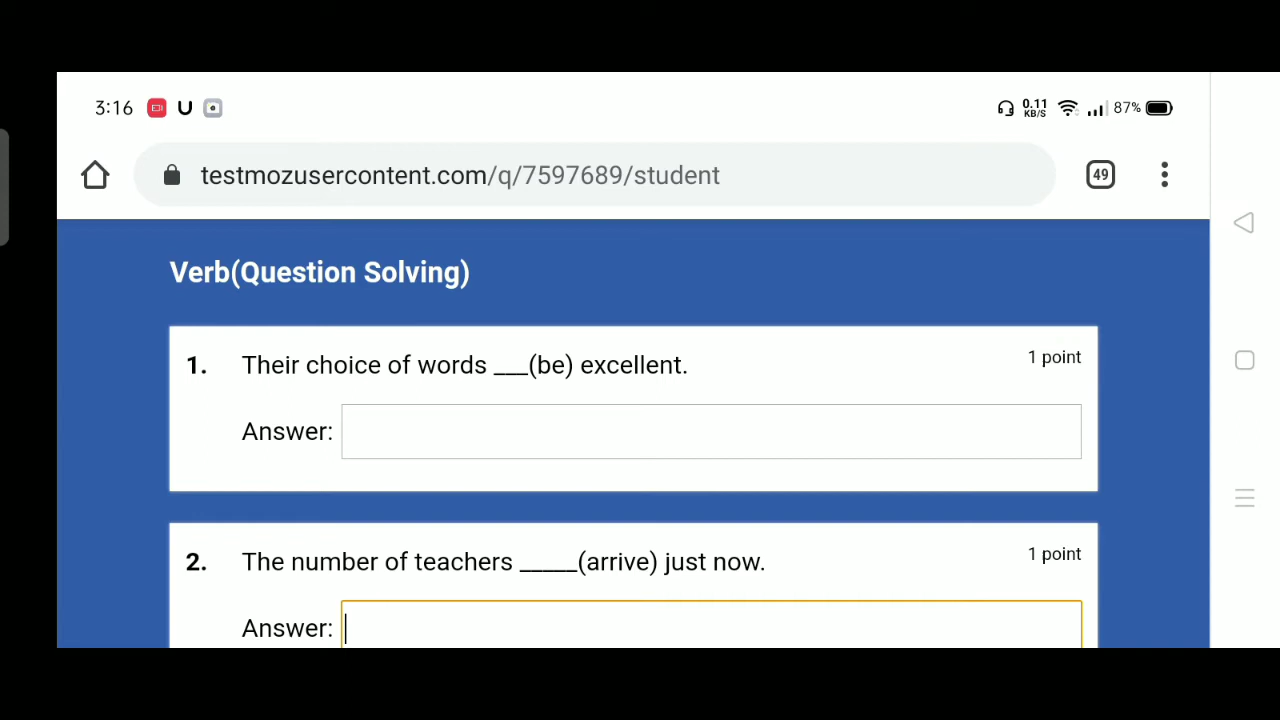 3:16 U 0.11 KB/S 87%
testmozusercontent.com/q/7597689/student 49
Verb(Question Solving)
1. Their choice of words ___(be) excellent. 1 point
Answer:
2. The number of teachers _____(arrive) just now. 1 point
Answer: